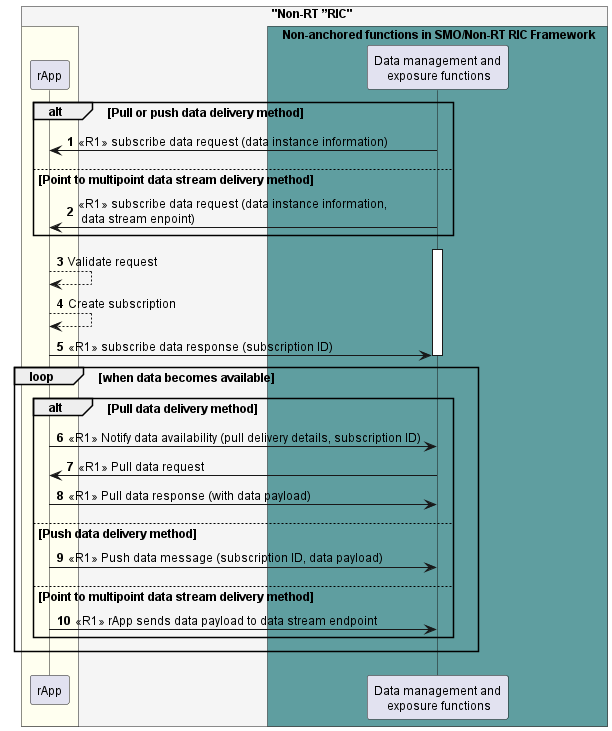 "Non-RT ”RIC"
Non-anchored functions in SMO/Non-RT RIC Framework
rApp
Data management and
exposure functions
alt [Pull or push data delivery method]
1 «R1» subscribe data request (data instance information)
[Point to multipoint data stream delivery method]
2 «R1» subscribe data request (data instance information,
data stream enpoint)
3 Validate request
4 Create subscription
5 «R1» subscribe data response (subscription ID)
loop [when data becomes available]
alt [Pull data delivery method]
6 «R1» Notify data availability (pull delivery details, subscription ID)
7 «R1» Pull data request
8 «R1» Pull data response (with data payload)
[Push data delivery method]
9 «R1» Push data message (subscription ID, data payload)
[Point to multipoint data stream delivery method]
10 «R1» rApp sends data payload to data stream endpoint
rApp
Data management and
exposure functions